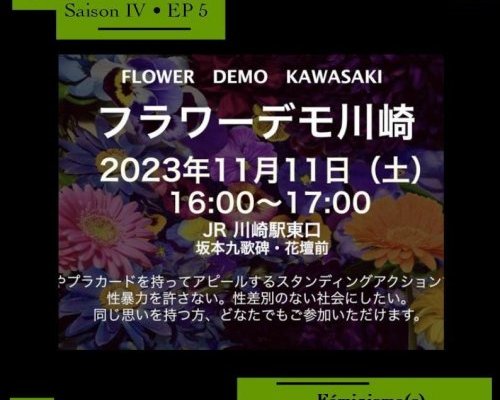 Saison IV • EP 5
FLOWER DEMO KAWASAKI
フラワーデモ川崎
2023年11月11日（土）
16:00〜17:00
JR 川崎駅東口
坂本九歌碑・花壇前
やプラカードを持ってアピールするスタンディングアクション
性暴力を許さない。性差別のない社会にしたい。
同じ思いを持つ方、どなたでもご参加いただけます。
Féminisme(s)